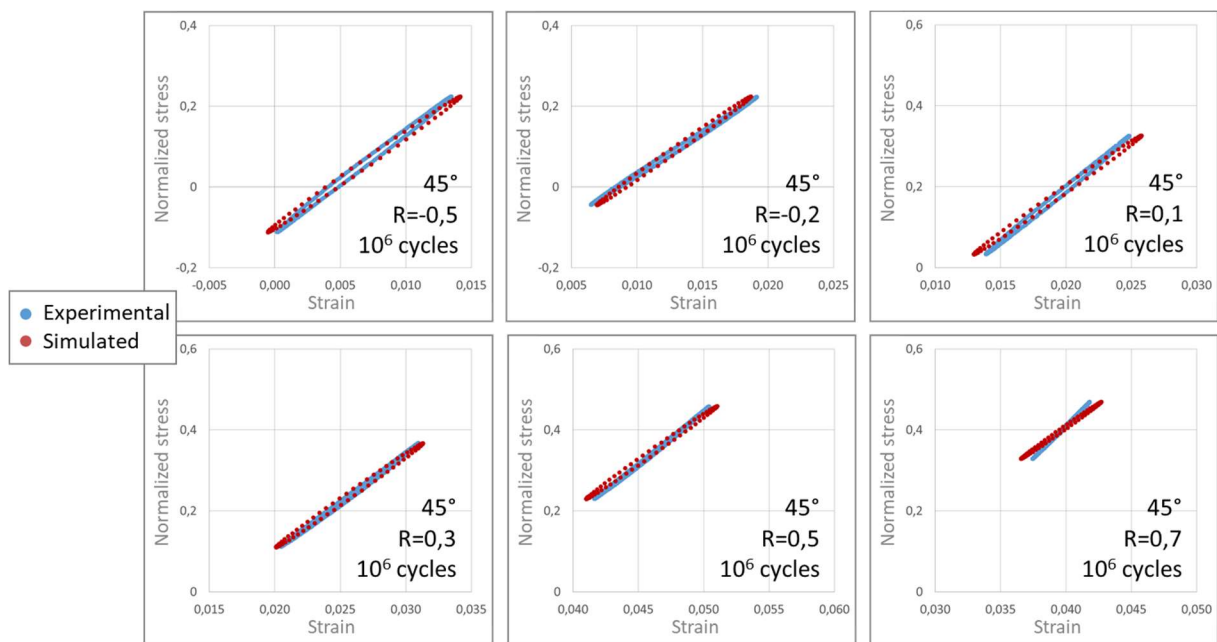 Normalized stress
0,4
0,2
0
-0,2
-0,005
0,000
0,005
0,010
0,015
Strain
45°
R=-0,5
10⁶ cycles
Normalized stress
0,4
0,2
0
-0,2
0,005
0,010
0,015
0,020
0,025
Strain
45°
R=-0,2
10⁶ cycles
Normalized stress
0,6
0,4
0,2
0
0,010
0,015
0,020
0,025
0,030
Strain
45°
R=0,1
10⁶ cycles
Experimental
Simulated
Normalized stress
0,6
0,4
0,2
0
0,015
0,020
0,025
0,030
0,035
Strain
45°
R=0,3
10⁶ cycles
Normalized stress
0,6
0,4
0,2
0
0,040
0,045
0,050
0,055
0,060
Strain
45°
R=0,5
10⁶ cycles
Normalized stress
0,6
0,4
0,2
0
0,030
0,035
0,040
0,045
0,050
Strain
45°
R=0,7
10⁶ cycles